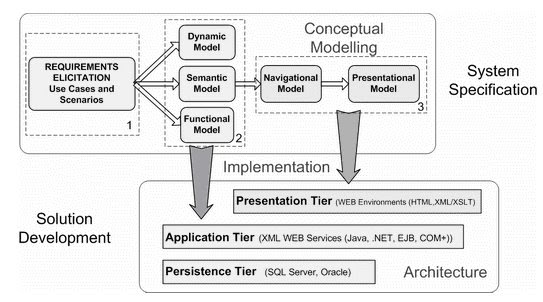 Conceptual
Modelling
REQUIREMENTS
ELICITATION
Use Cases and
Scenarios
1
Dynamic
Model
Semantic
Model
Functional
Model
2
Navigational
Model
Presentational
Model
3
System
Specification
Implementation
Solution
Development
Presentation Tier (WEB Environments (HTML,XML/XSLT)
Application Tier (XML WEB Services (Java, .NET, EJB, COM+))
Persistence Tier (SQL Server, Oracle)
Architecture